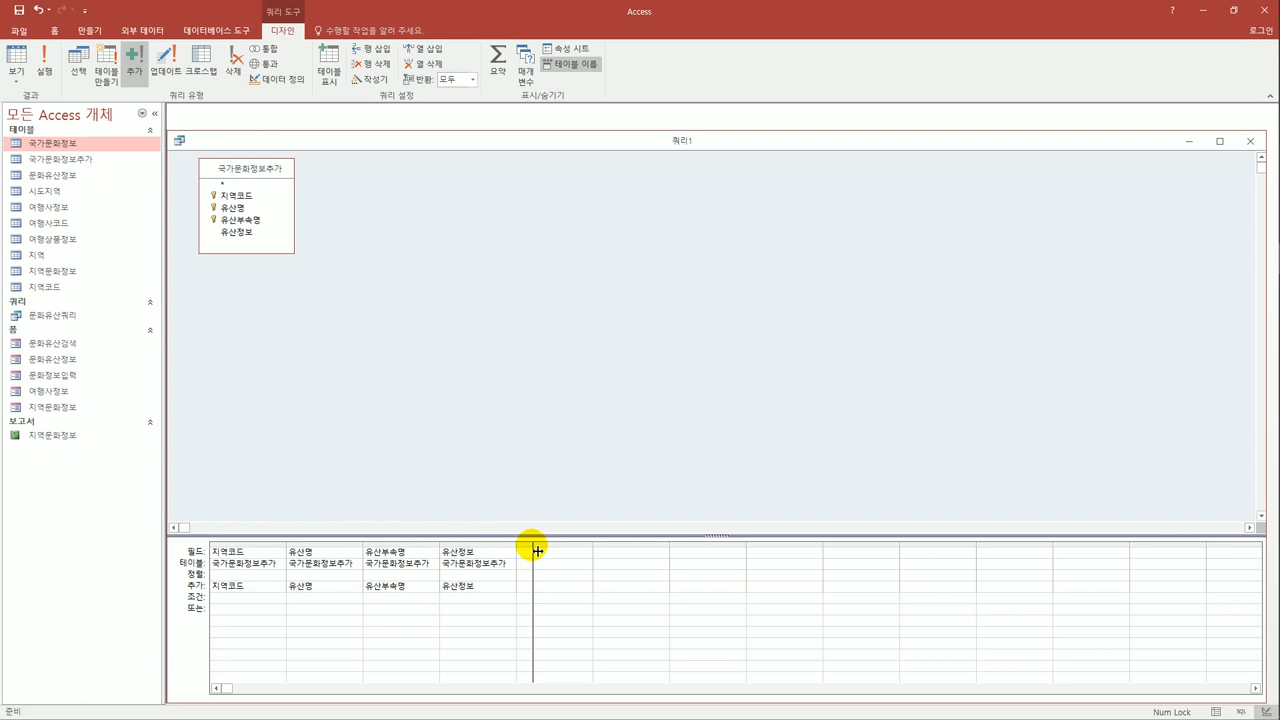 쿼리 도구
Access
?
파일
홈
만들기
외부 데이터
데이터베이스 도구
디자인
수행할 작업을 알려 주세요.
로그인
보기
실행
선택
테이블
만들기
추가
업데이트
크로스탭
삭제
통합
통과
데이터 정의
테이블
표시
행 삽입
행 삭제
작성기
열 삽입
열 삭제
반환:
모두
요약
매개
변수
속성 시트
테이블 이름
결과
쿼리 유형
쿼리 설정
표시/숨기기
모든 Access 개체
테이블
국가문화정보
국가문화정보추가
문화유산정보
시도지역
여행사정보
여행사코드
여행상품정보
지역
지역문화정보
지역코드
쿼리
문화유산쿼리
폼
문화유산검색
문화유산정보
문화정보입력
여행사정보
지역문화정보
보고서
지역문화정보
쿼리1
국가문화정보추가
*
지역코드
유산명
유산부속명
유산정보
필드: 지역코드 유산명 유산부속명 유산정보
테이블: 국가문화정보추가 국가문화정보추가 국가문화정보추가 국가문화정보추가
정렬:
추가: 지역코드 유산명 유산부속명 유산정보
조건:
또는:
준비
Num Lock
SQL